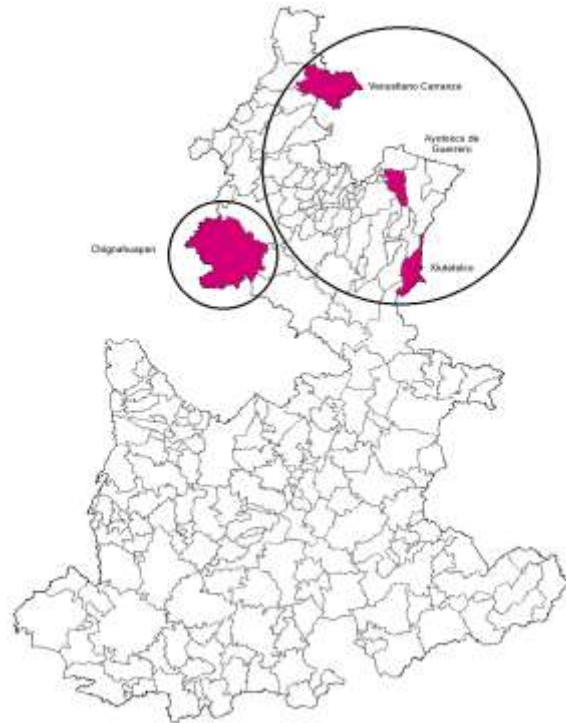 Venustiano Carranza
Ayotoxco de
Guerrero
Chignahuapan
Xiutetelco